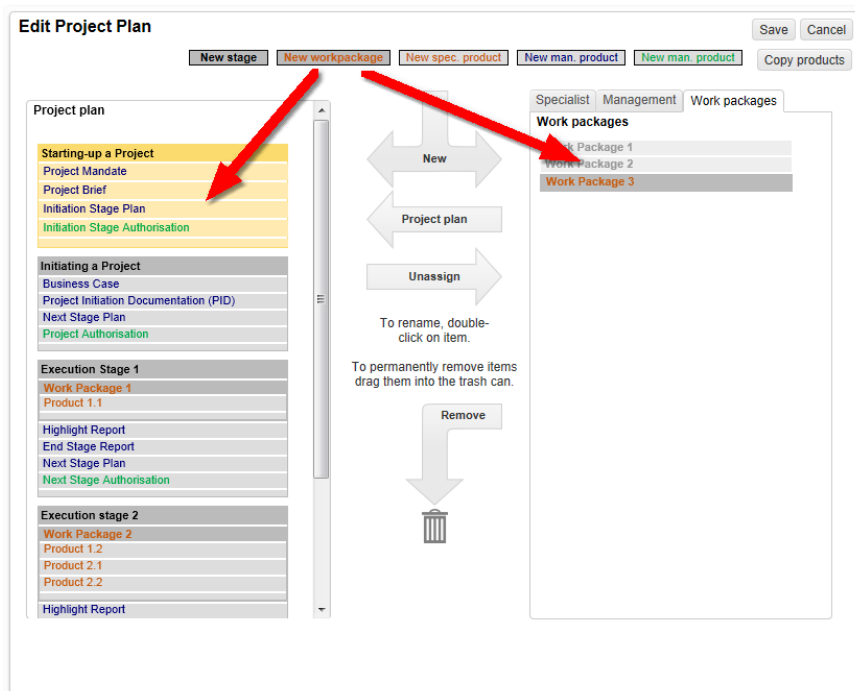 Edit Project Plan
Save
Cancel
New stage
New workpackage
New spec. product
New man. product
New man. product
Copy products
Project plan
Starting-up a Project
Project Mandate
Project Brief
Initiation Stage Plan
Initiation Stage Authorisation
Initiating a Project
Business Case
Project Initiation Documentation (PID)
Next Stage Plan
Project Authorisation
Execution Stage 1
Work Package 1
Product 1.1
Highlight Report
End Stage Report
Next Stage Plan
Next Stage Authorisation
Execution stage 2
Work Package 2
Product 1.2
Product 2.1
Product 2.2
Highlight Report
New
Project plan
Unassign
To rename, double-
click on item.
To permanently remove items
drag them into the trash can.
Remove
Specialist
Management
Work packages
Work packages
Work Package 1
Work Package 2
Work Package 3